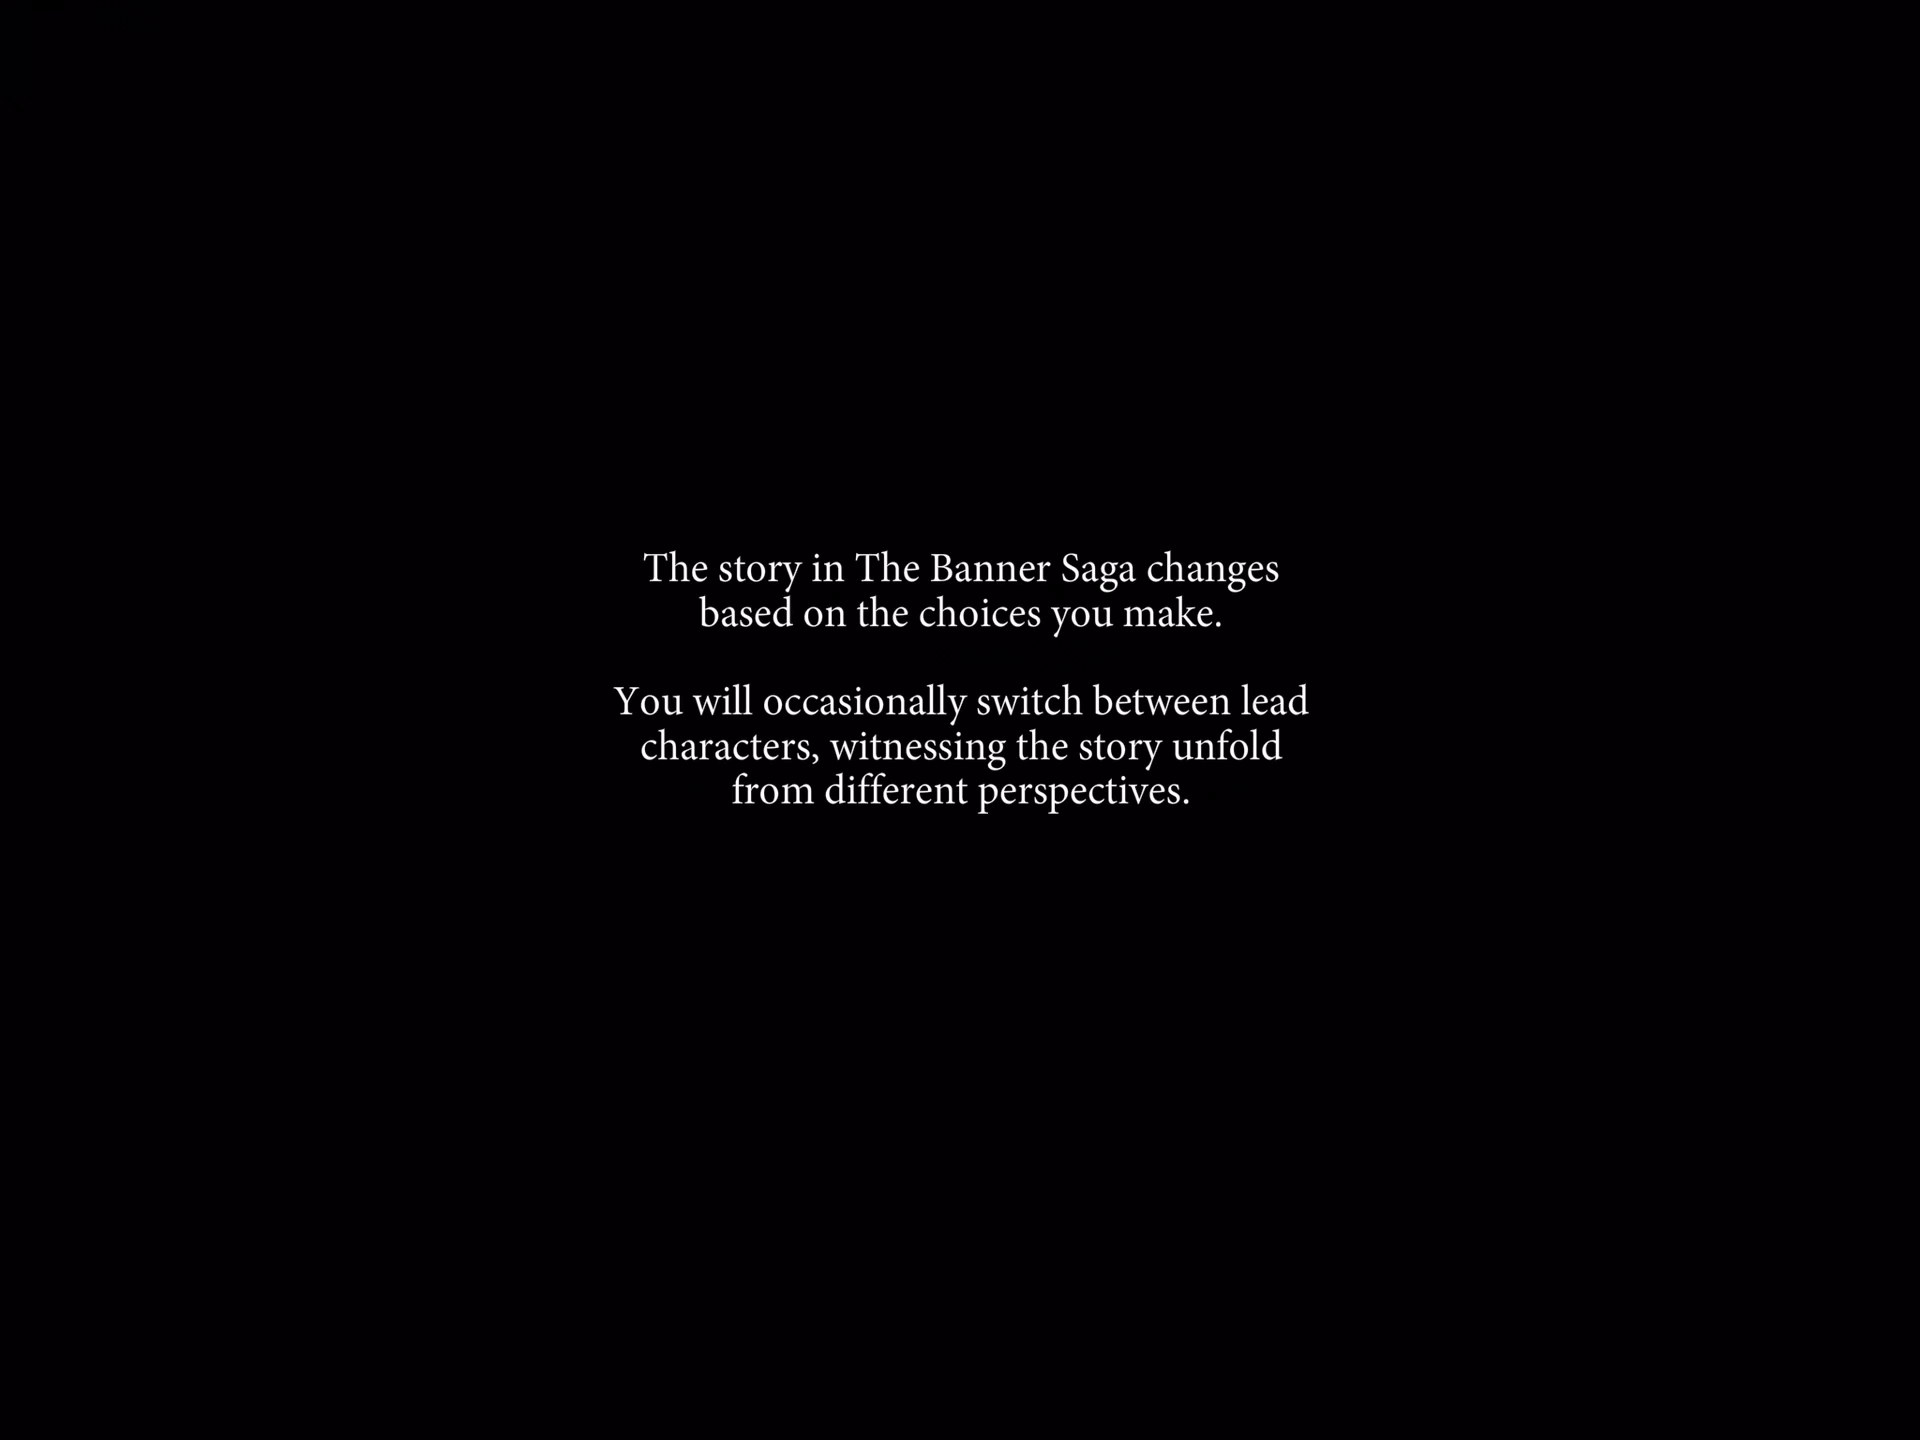 The story in The Banner Saga changes
based on the choices you make.
You will occasionally switch between lead
characters, witnessing the story unfold
from different perspectives.